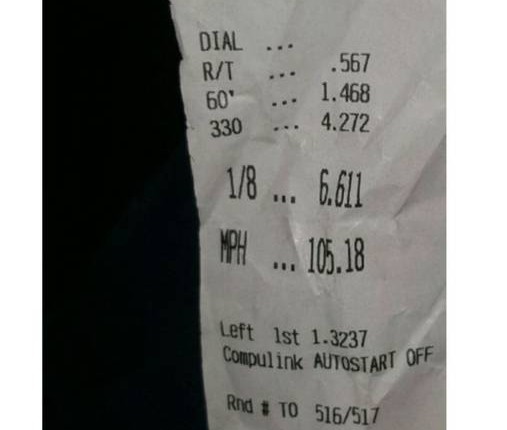 DIAL ...
R/T ... .567
60' ... 1.468
330 ... 4.272
1/8 ... 6.611
MPH ... 105.18
Left 1st 1.3237
Compulink AUTOSTART OFF
Rnd # TO 516/517